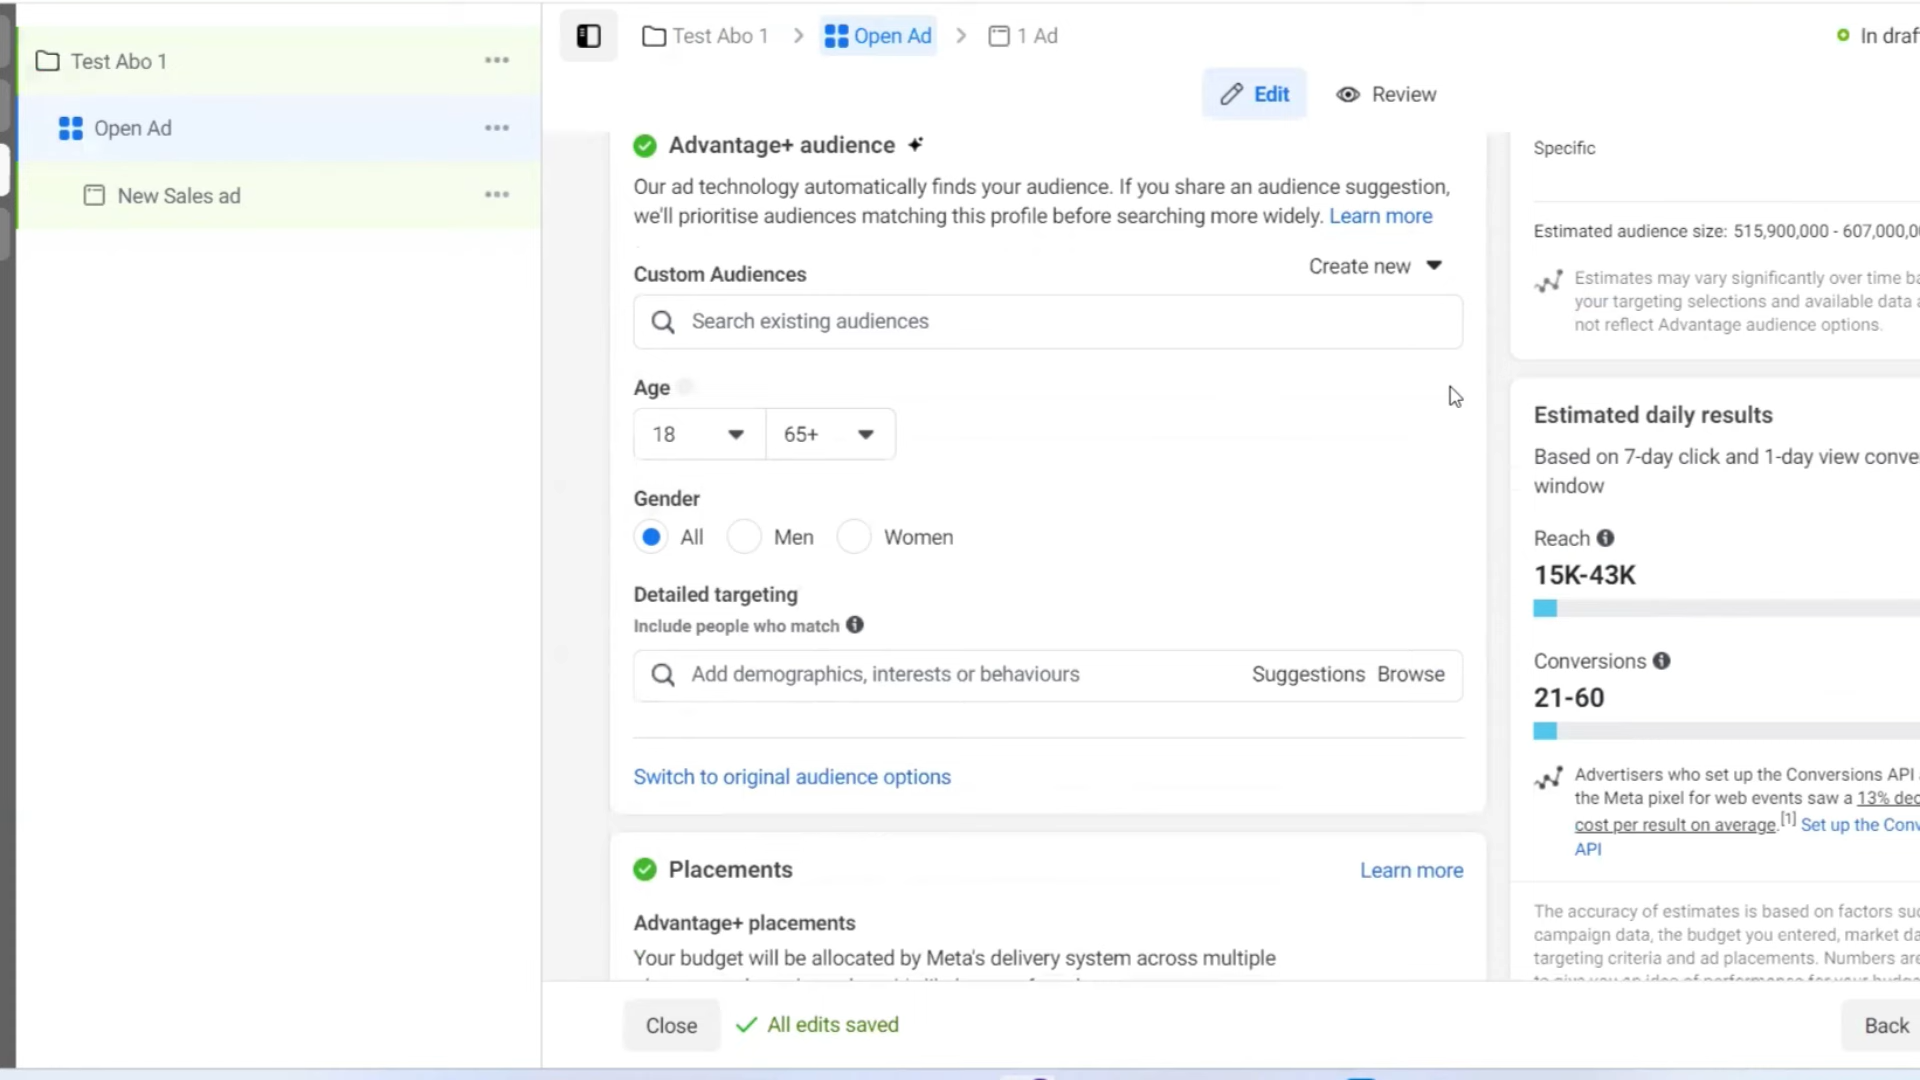 Test Abo 1
Open Ad
New Sales ad
Test Abo 1 > Open Ad > 1 Ad
In draf
Edit
Review
Advantage+ audience
Our ad technology automatically finds your audience. If you share an audience suggestion,
we'll prioritise audiences matching this profile before searching more widely. Learn more
Custom Audiences
Create new
Search existing audiences
Age
18
65+
Gender
All
Men
Women
Detailed targeting
Include people who match
Add demographics, interests or behaviours
Suggestions Browse
Switch to original audience options
Placements
Learn more
Advantage+ placements
Your budget will be allocated by Meta's delivery system across multiple
Close
All edits saved
Back
Specific
Estimated audience size: 515,900,000 - 607,000,0
Estimates may vary significantly over time ba
your targeting selections and available data a
not reflect Advantage audience options.
Estimated daily results
Based on 7-day click and 1-day view conve
window
Reach
15K-43K
Conversions
21-60
Advertisers who set up the Conversions API a
the Meta pixel for web events saw a 13% dec
cost per result on average.[1] Set up the Conv
API
The accuracy of estimates is based on factors suc
campaign data, the budget you entered, market da
targeting criteria and ad placements. Numbers are